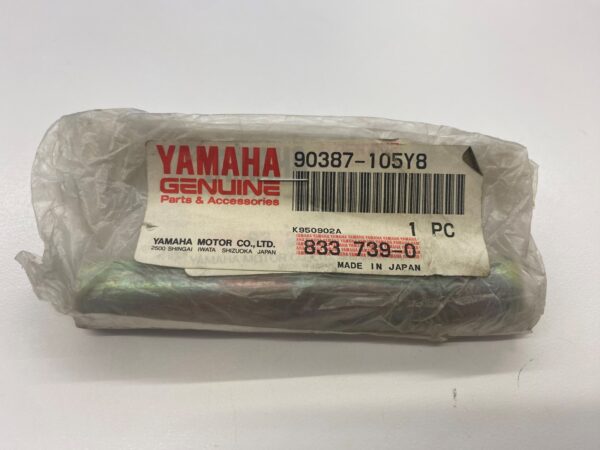 YAMAHA
GENUINE
Parts & Accessories
90387-105Y8
K950902A
1 PC
YAMAHA MOTOR CO., LTD.
2500 SHINGAI IWATA SHIZUOKA JAPAN
833 739-0
MADE IN JAPAN